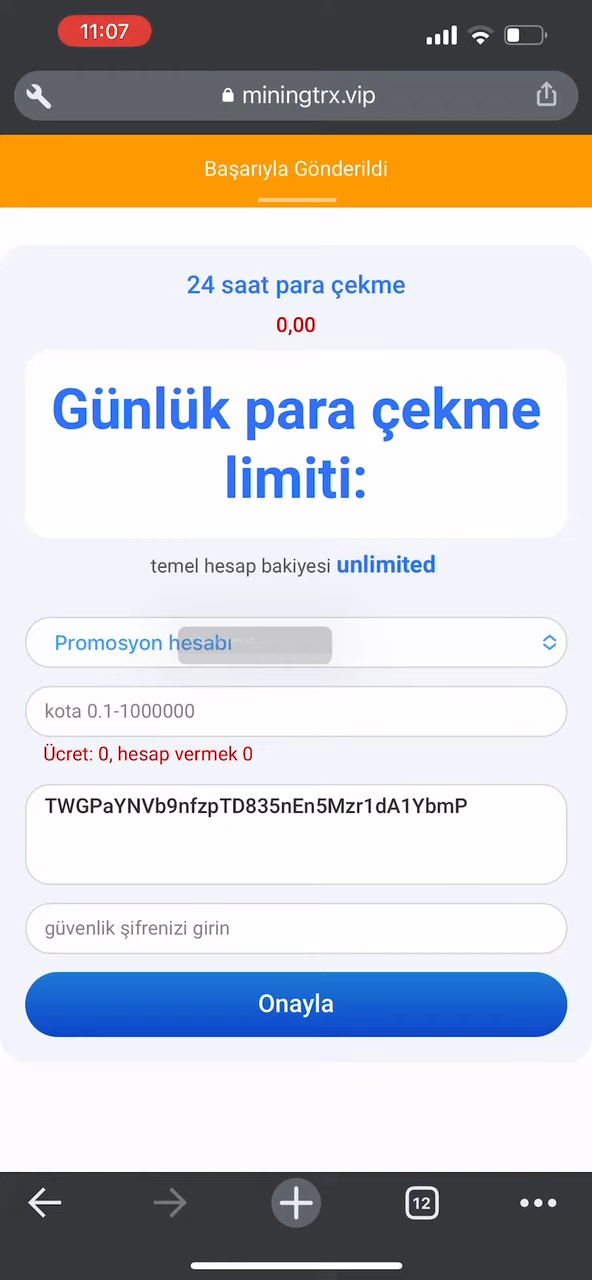 11:07
miningtrx.vip
Başarıyla Gönderildi
24 saat para çekme
0,00
Günlük para çekme
limiti:
temel hesap bakiyesi unlimited
Promosyon hesabı
kota 0.1-1000000
Ücret: 0, hesap vermek 0
TWGPaYNVb9nfzpTD835nEn5Mzr1dA1YbmP
güvenlik şifrenizi girin
Onayla
12